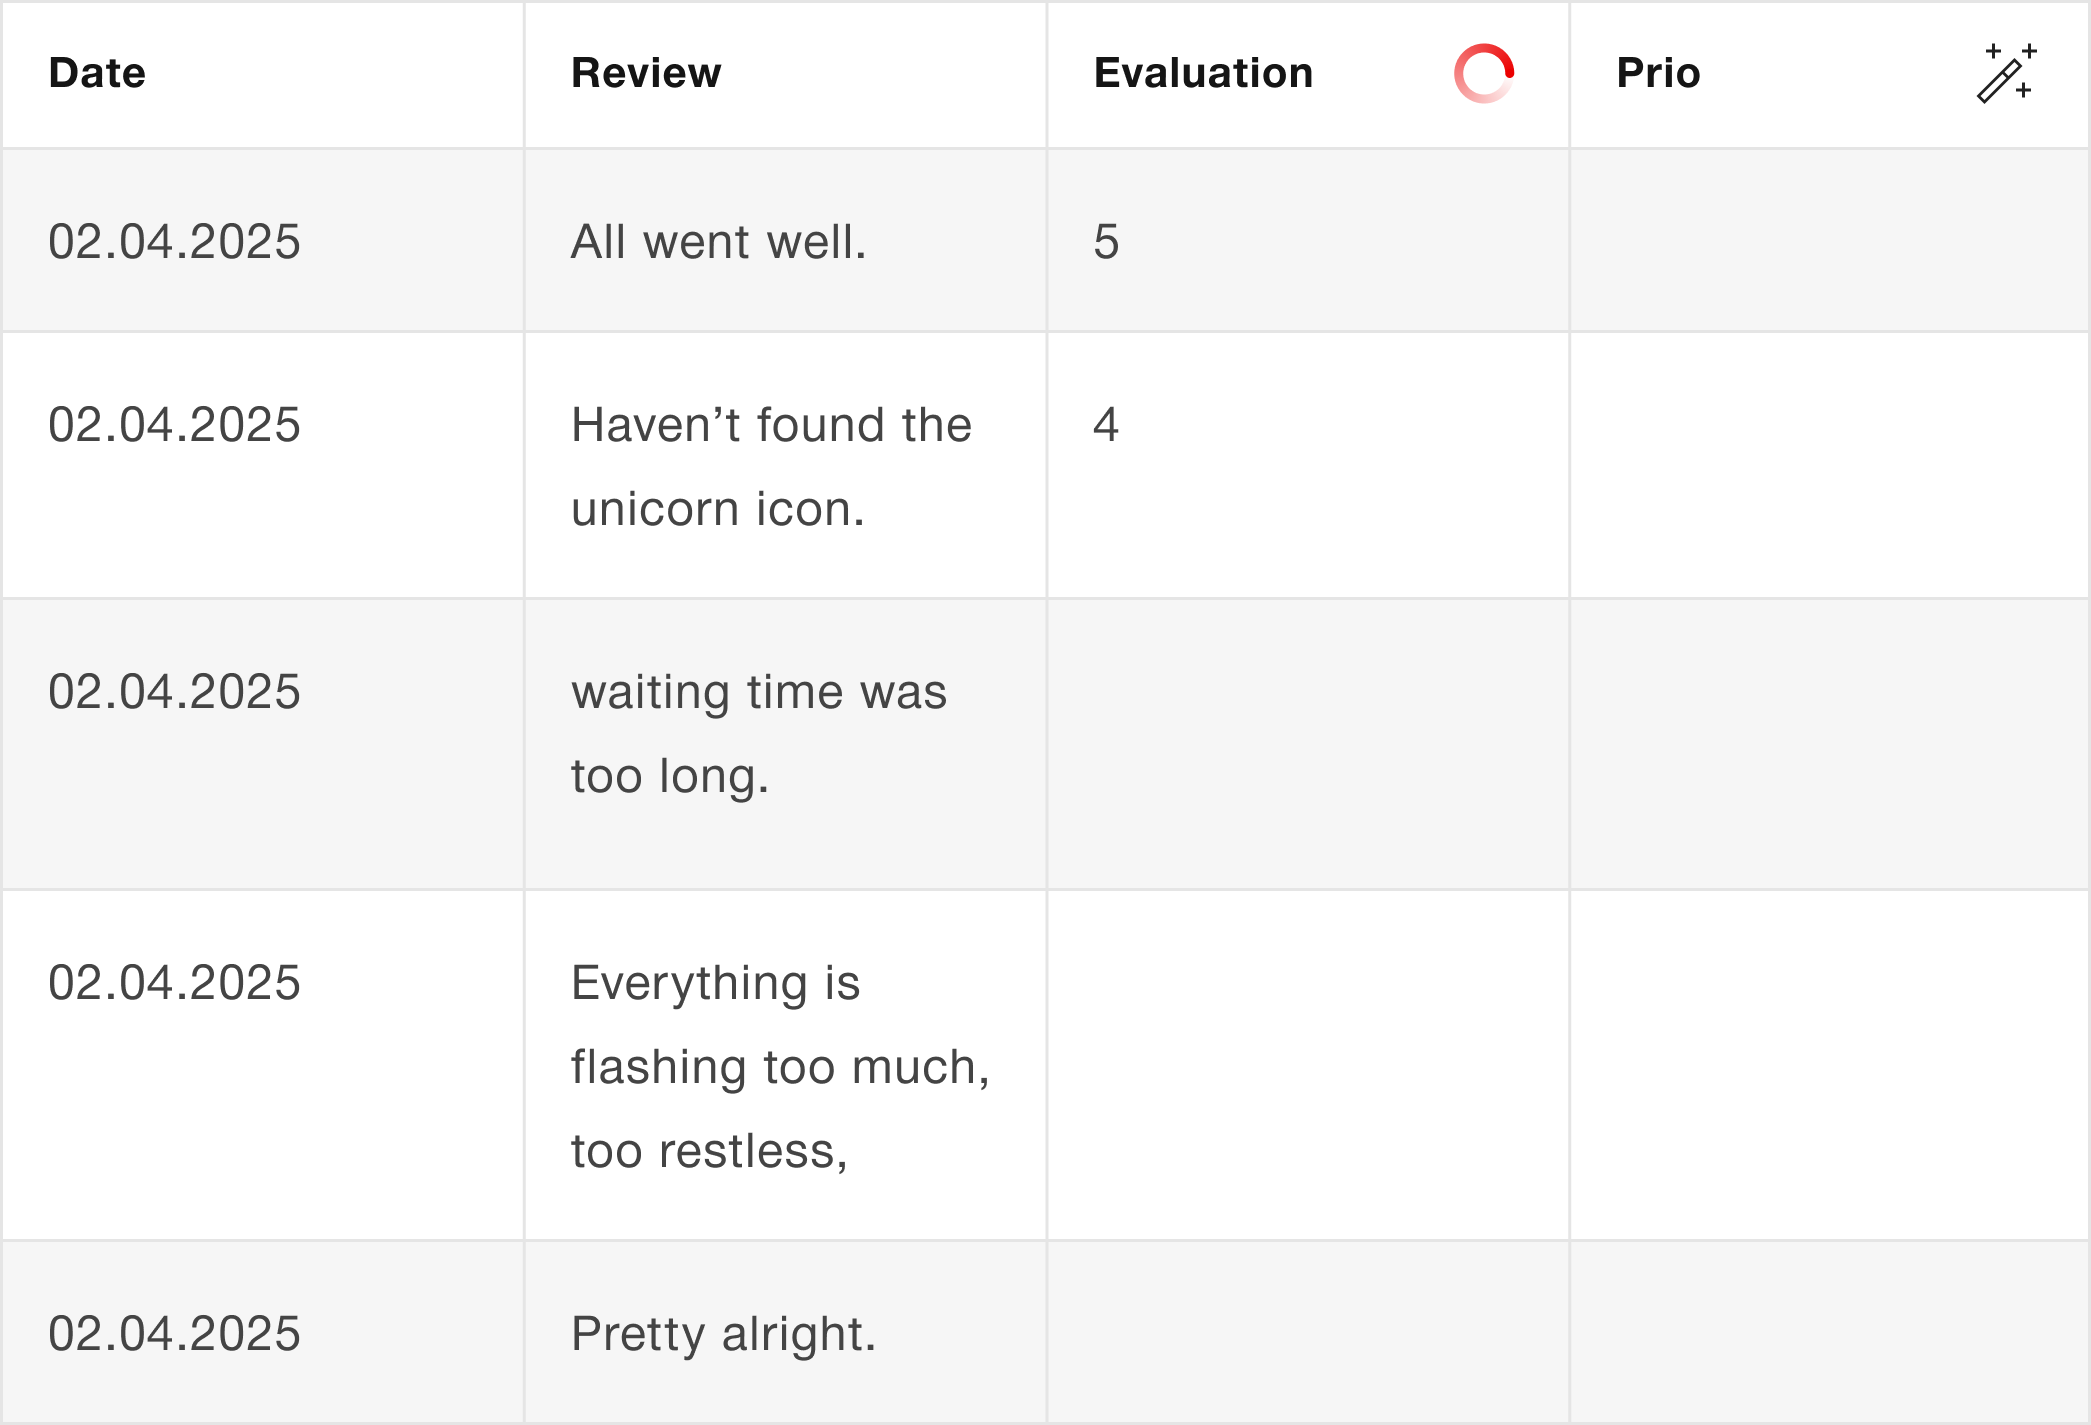 Date Review Evaluation Prio
02.04.2025 All went well. 5
02.04.2025 Haven’t found the 4
unicorn icon.
02.04.2025 waiting time was
too long.
02.04.2025 Everything is
flashing too much,
too restless,
02.04.2025 Pretty alright.